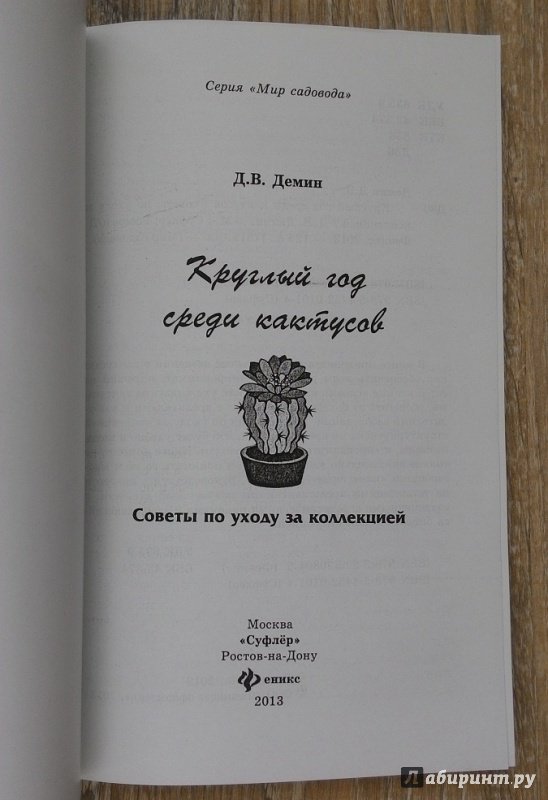 Серия «Мир садовода»
Д.В. Демин
Круглый год
среди кактусов
Советы по уходу за коллекцией
Москва
«Суфлёр»
Ростов-на-Дону
Феникс
2013
Лабиринт.ру